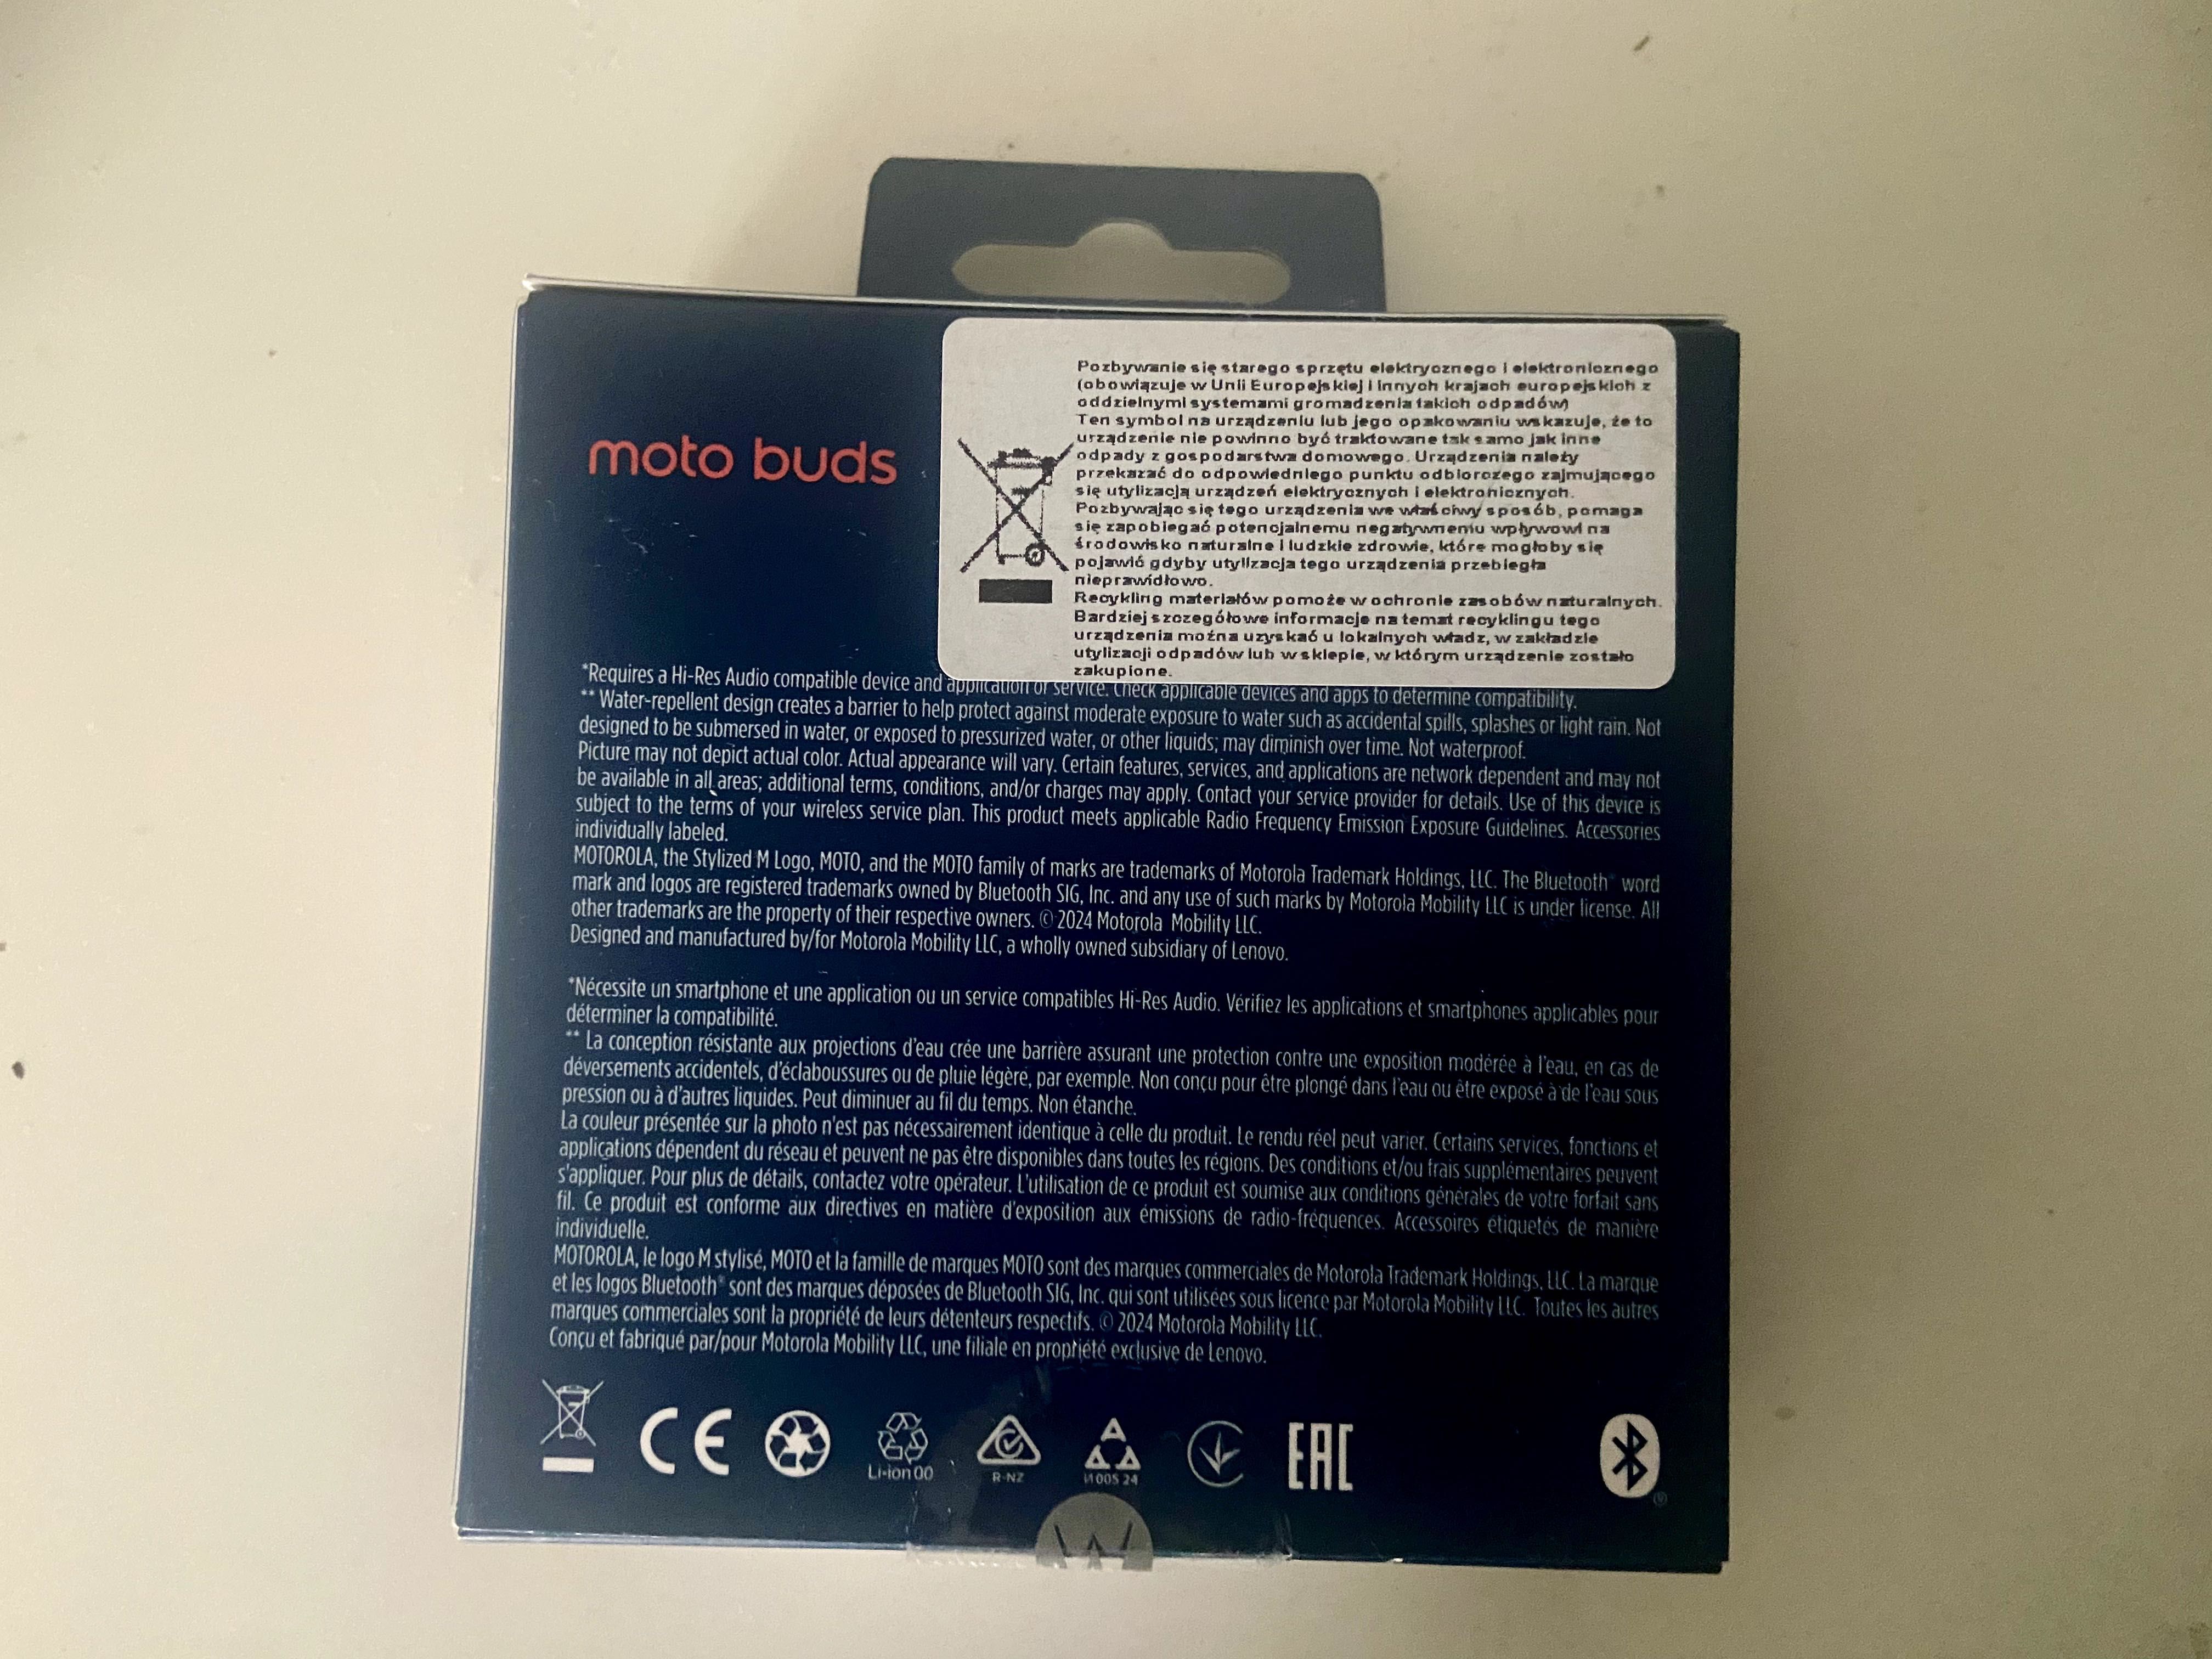 moto buds
Pozbywanie się starego sprzętu elektrycznego i elektronicznego
(obowiązuje w Unii Europejskiej i innych krajach europejskich z
oddzielnymi systemami gromadzenia takich odpadów)
Ten symbol na urządzeniu lub jego opakowaniu wskazuje, że to
urządzenie nie powinno być traktowane tak samo jak inne
odpady z gospodarstwa domowego. Urządzenia należy
przekazać do odpowiedniego punktu odbiorczego zajmującego
się utylizacją urządzeń elektrycznych i elektronicznych.
Pozbywając się tego urządzenia we właściwy sposób, pomaga
się zapobiegać potencjalnemu negatywnemu wpływowi na
środowisko naturalne i ludzkie zdrowie, które mogłoby się
pojawić gdyby utylizacja tego urządzenia przebiegła
nieprawidłowo.
Recykling materiałów pomoże w ochronie zasobów naturalnych.
Bardziej szczegółowe informacje na temat recyklingu tego
urządzenia można uzyskać u lokalnych władz, w zakładzie
utylizacji odpadów lub w sklepie, w którym urządzenie zostało
zakupione.
*Requires a Hi-Res Audio compatible device and application or service. Check applicable devices and apps to determine compatibility.
** Water-repellent design creates a barrier to help protect against moderate exposure to water such as accidental spills, splashes or light rain. Not
designed to be submersed in water, or exposed to pressurized water, or other liquids; may diminish over time. Not waterproof.
Picture may not depict actual color. Actual appearance will vary. Certain features, services, and applications are network dependent and may not
be available in all areas; additional terms, conditions, and/or charges may apply. Contact your service provider for details. Use of this device is
subject to the terms of your wireless service plan. This product meets applicable Radio Frequency Emission Exposure Guidelines. Accessories
individually labeled.
MOTOROLA, the Stylized M Logo, MOTO, and the MOTO family of marks are trademarks of Motorola Trademark Holdings, LLC. The Bluetooth® word
mark and logos are registered trademarks owned by Bluetooth SIG, Inc. and any use of such marks by Motorola Mobility LLC is under license. All
other trademarks are the property of their respective owners. © 2024 Motorola Mobility LLC.
Designed and manufactured by/for Motorola Mobility LLC, a wholly owned subsidiary of Lenovo.
*Nécessite un smartphone et une application ou un service compatibles Hi-Res Audio. Vérifiez les applications et smartphones applicables pour
déterminer la compatibilité.
** La conception résistante aux projections d'eau crée une barrière assurant une protection contre une exposition modérée à l'eau, en cas de
déversements accidentels, d'éclaboussures ou de pluie légère, par exemple. Non conçu pour être plongé dans l'eau ou être exposé à de l'eau sous
pression ou à d'autres liquides. Peut diminuer au fil du temps. Non étanche.
La couleur présentée sur la photo n'est pas nécessairement identique à celle du produit. Le rendu réel peut varier. Certains services, fonctions et
applications dépendent du réseau et peuvent ne pas être disponibles dans toutes les régions. Des conditions et/ou frais supplémentaires peuvent
s'appliquer. Pour plus de détails, contactez votre opérateur. L'utilisation de ce produit est soumise aux conditions générales de votre forfait sans
fil. Ce produit est conforme aux directives en matière d'exposition aux émissions de radio-fréquences. Accessoires étiquetés de manière
individuelle.
MOTOROLA, le logo M stylisé, MOTO et la famille de marques MOTO sont des marques commerciales de Motorola Trademark Holdings, LLC. La marque
et les logos Bluetooth® sont des marques déposées de Bluetooth SIG, Inc. qui sont utilisées sous licence par Motorola Mobility LLC. Toutes les autres
marques commerciales sont la propriété de leurs détenteurs respectifs. © 2024 Motorola Mobility LLC.
Conçu et fabriqué par/pour Motorola Mobility LLC, une filiale en propriété exclusive de Lenovo.
CE Li-ion 00 R-NZ И005 24 EAC ®